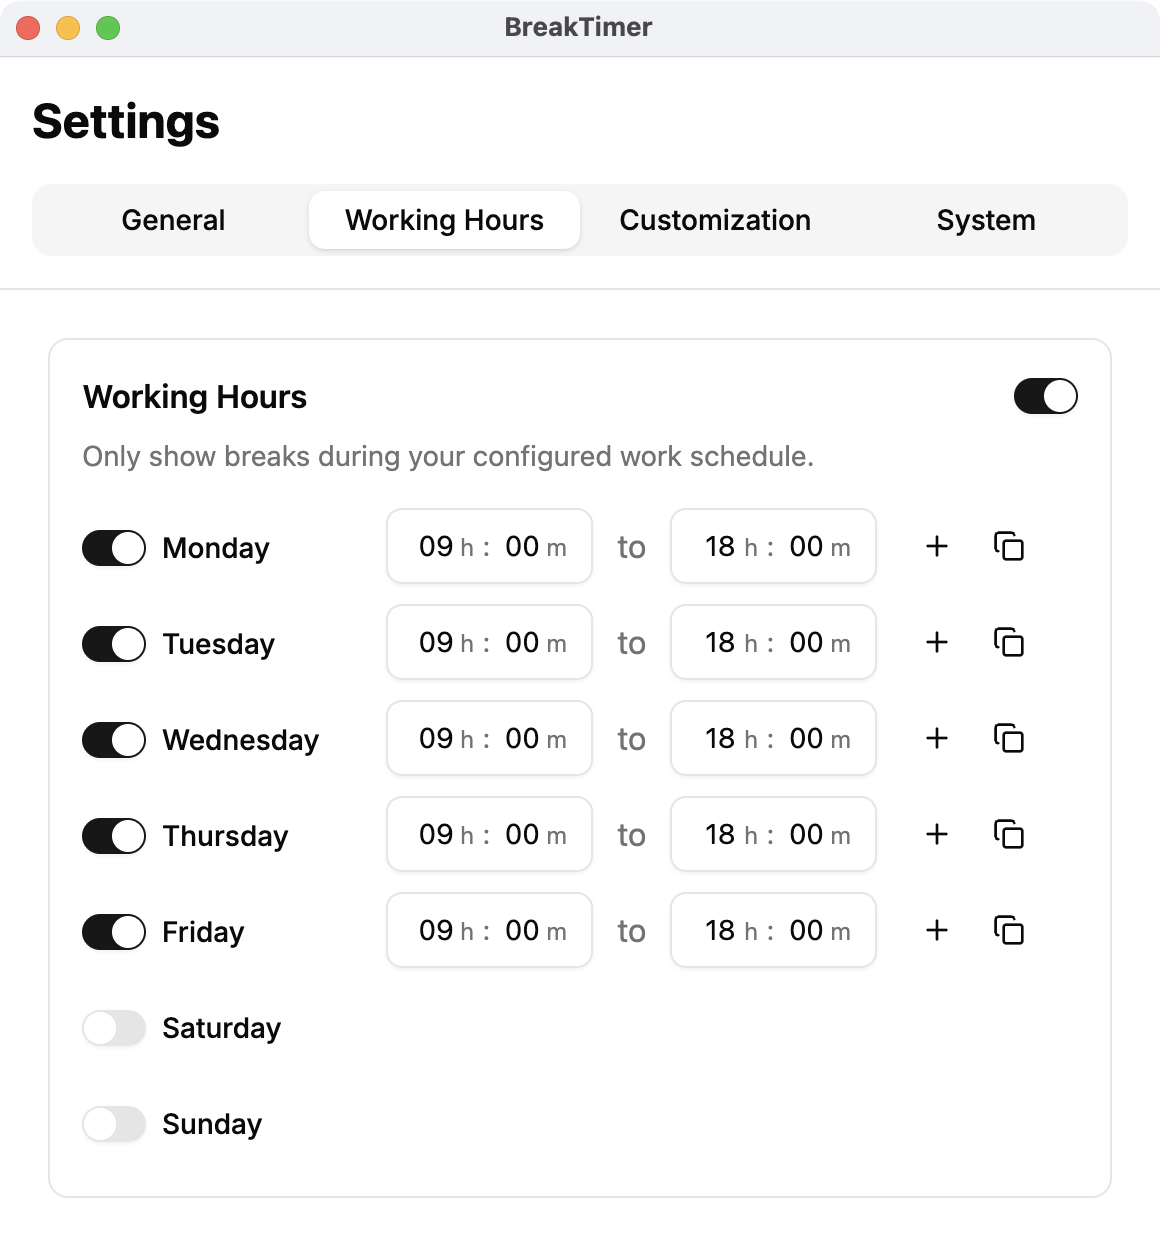 BreakTimer
Settings
General Working Hours Customization System
Working Hours
Only show breaks during your configured work schedule.
Monday 09 h : 00 m to 18 h : 00 m
Tuesday 09 h : 00 m to 18 h : 00 m
Wednesday 09 h : 00 m to 18 h : 00 m
Thursday 09 h : 00 m to 18 h : 00 m
Friday 09 h : 00 m to 18 h : 00 m
Saturday
Sunday